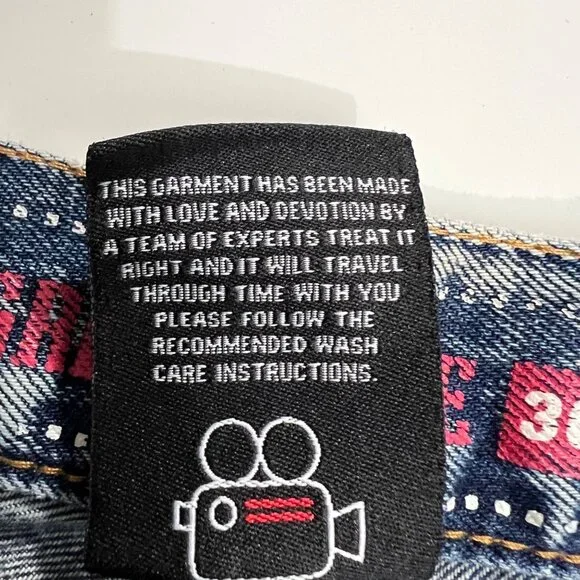 THIS GARMENT HAS BEEN MADE
WITH LOVE AND DEVOTION BY
A TEAM OF EXPERTS TREAT IT
RIGHT AND IT WILL TRAVEL
THROUGH TIME WITH YOU
PLEASE FOLLOW THE
RECOMMENDED WASH
CARE INSTRUCTIONS.